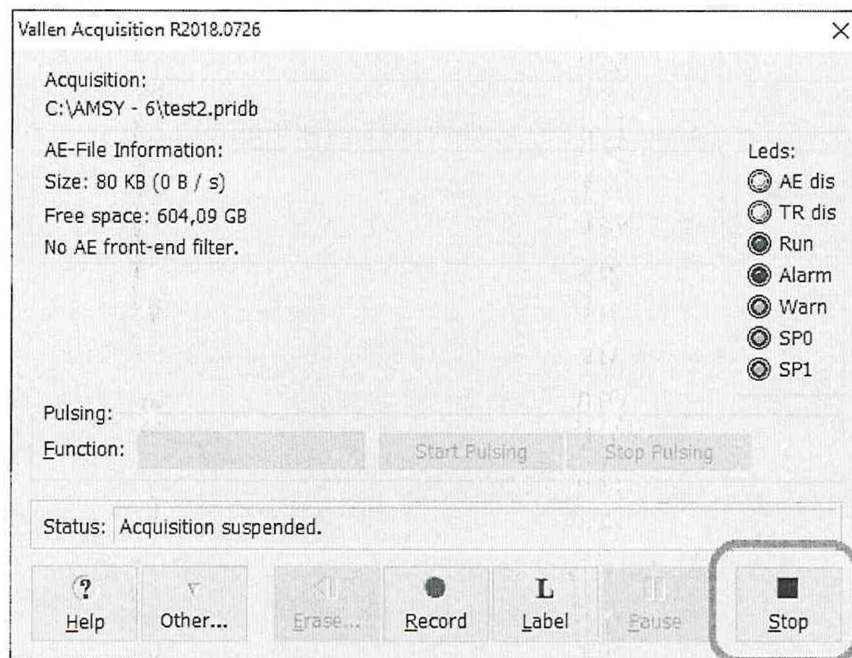 Vallen Acquisition R2018.0726
Acquisition:
C:\AMSY - 6\test2.pridb
AE-File Information:
Size: 80 KB (0 B / s)
Free space: 604,09 GB
No AE front-end filter.
Leds:
AE dis
TR dis
Run
Alarm
Warn
SP0
SP1
Pulsing:
Function:
Start Pulsing
Stop Pulsing
Status: Acquisition suspended.
Help
Other...
Erase...
Record
L
Label
Pause
Stop